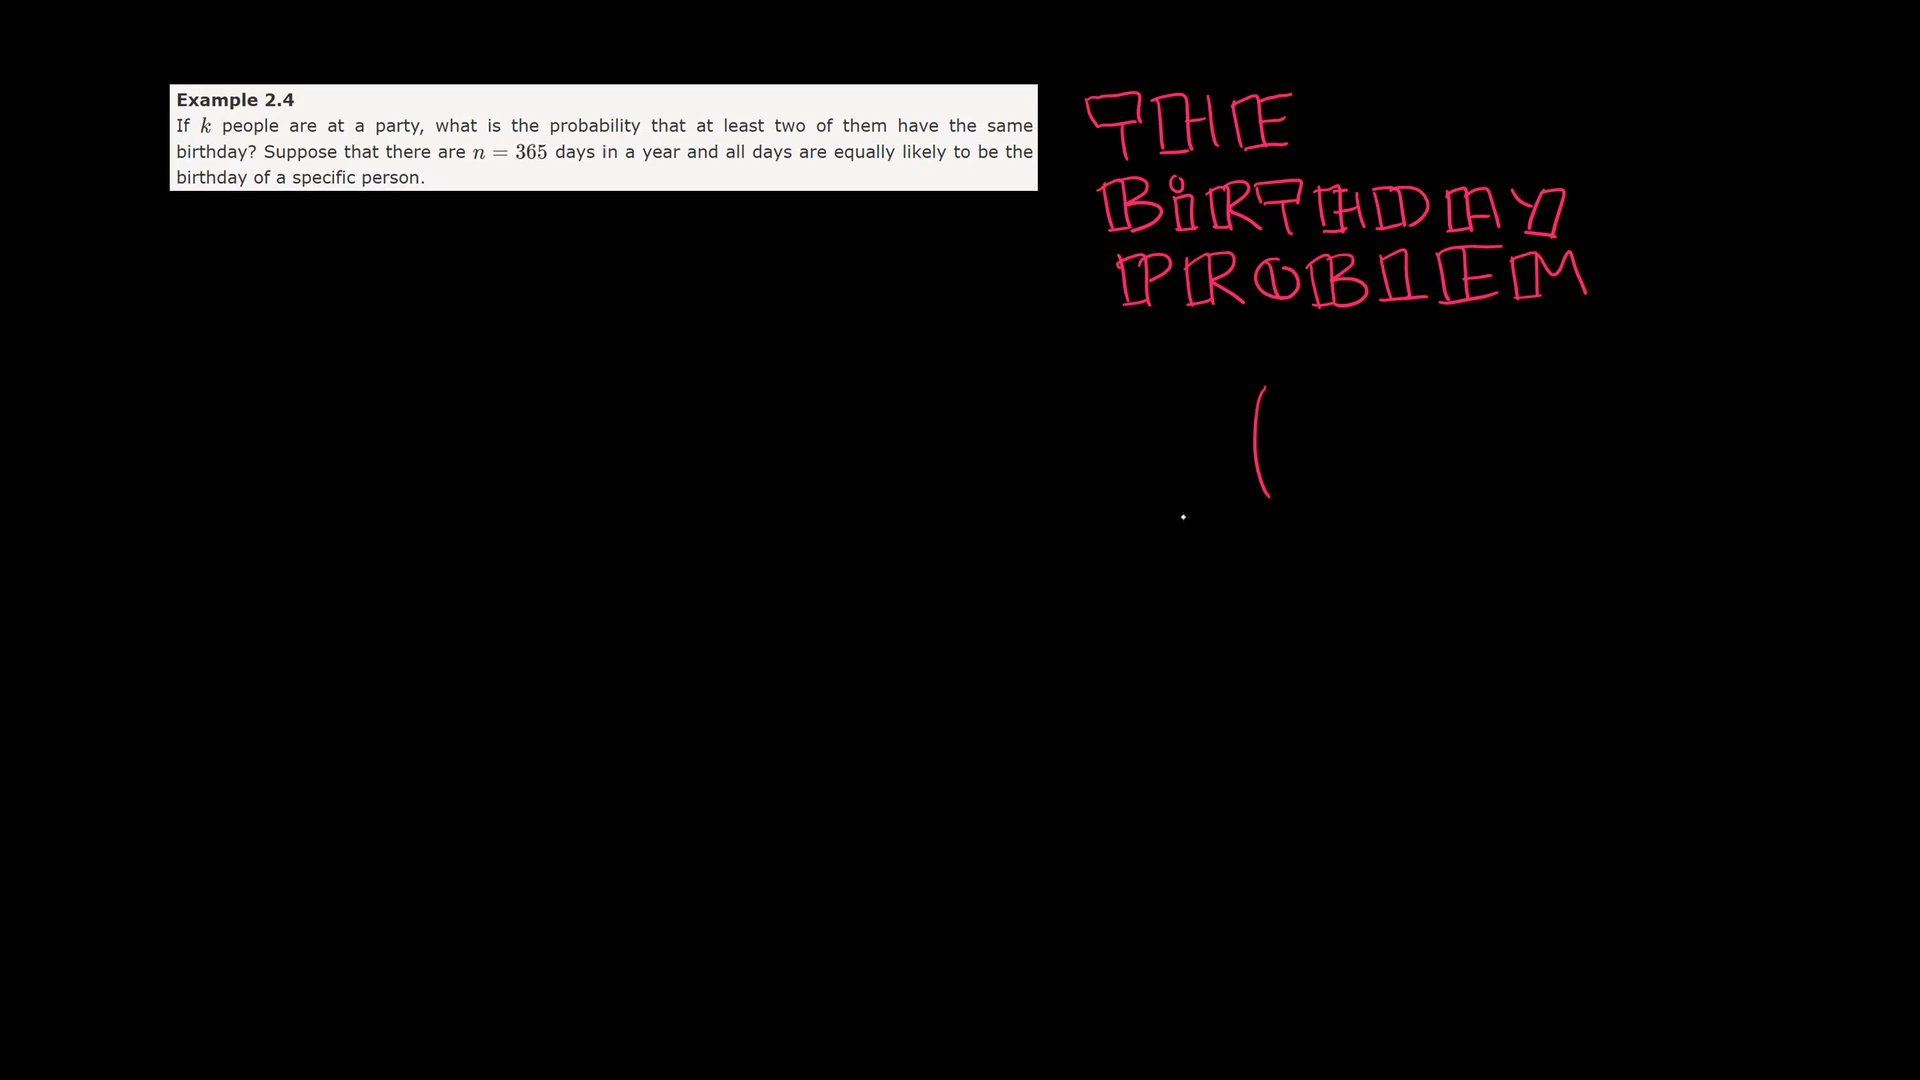 Example 2.4
If k people are at a party, what is the probability that at least two of them have the same
birthday? Suppose that there are n = 365 days in a year and all days are equally likely to be the
birthday of a specific person.
THE
BiRTHDAY
PROBLEM
(